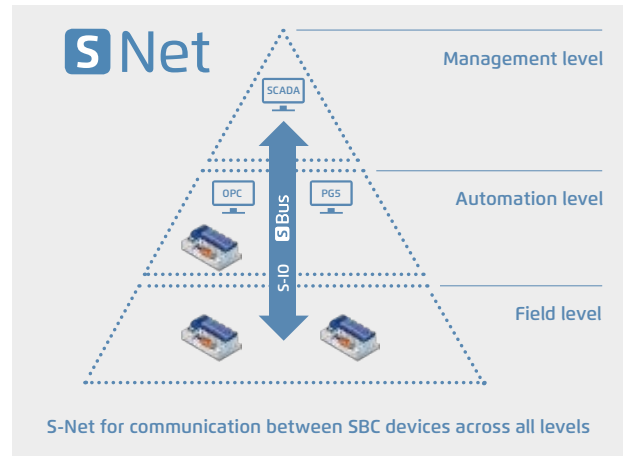 S Net
Management level
SCADA
OPC
PG5
Automation level
S-IO S Bus
Field level
S-Net for communication between SBC devices across all levels